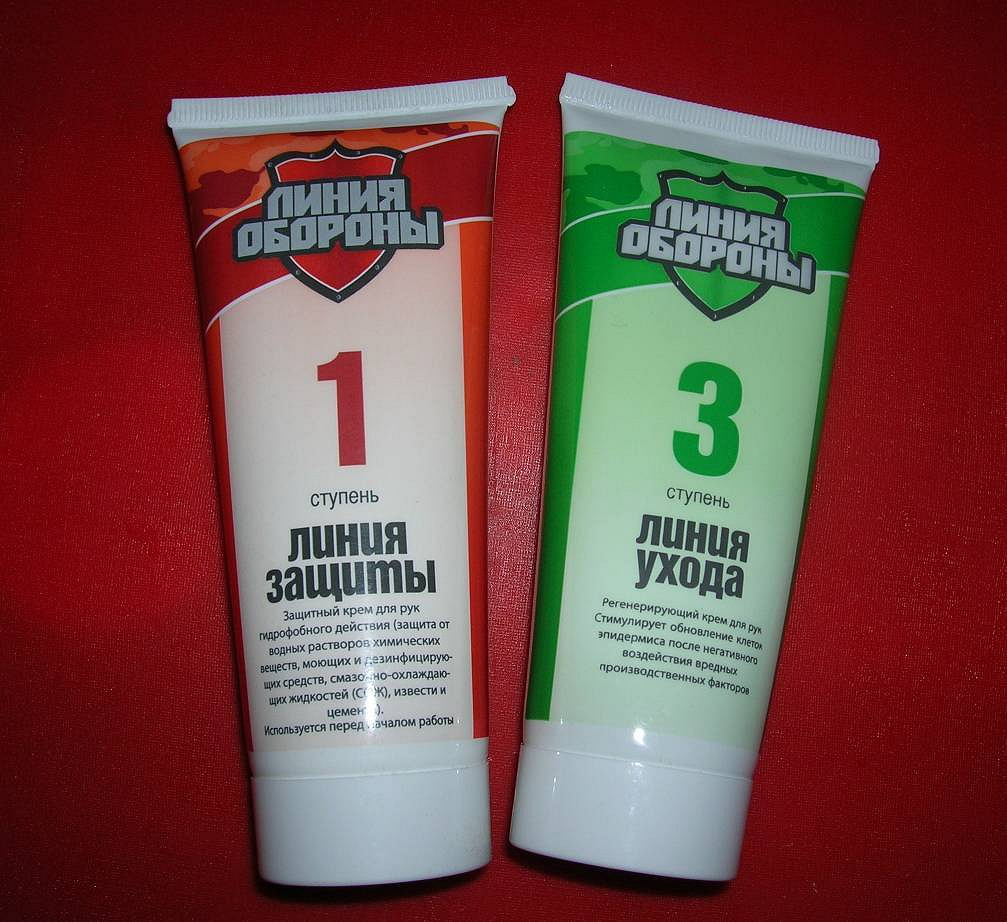 ЛИНИЯ
ОБОРОНЫ
1
ступень
линия
защиты
Защитный крем для рук
гидрофобного действия (защита от
водных растворов химических
веществ, моющих и дезинфицирую-
щих средств, смазочно-охлаждаю-
щих жидкостей (СОЖ), извести и
цемента).
Используется перед началом работы
ЛИНИЯ
ОБОРОНЫ
3
ступень
линия
ухода
Регенерирующий крем для рук
Стимулирует обновление клеток
эпидермиса после негативного
воздействия вредных
производственных факторов